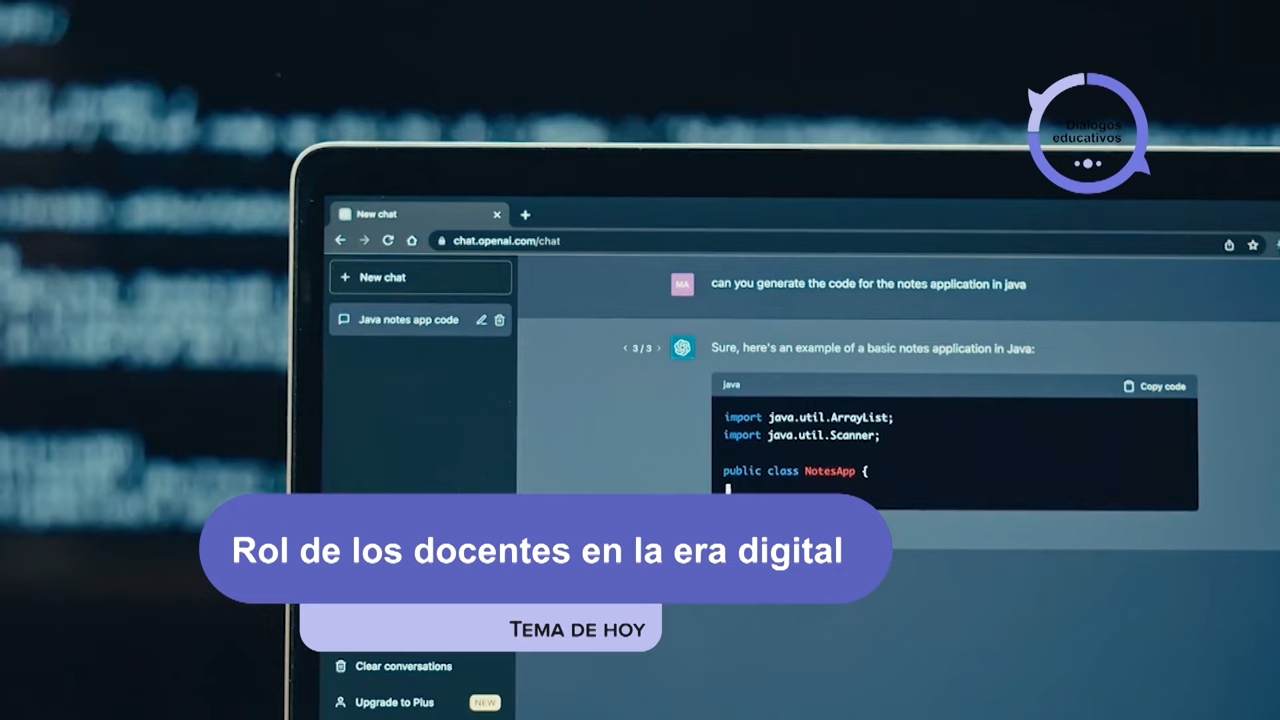 Diálogos
educativos
New chat
chat.openai.com/chat
New chat
Java notes app code
MA
can you generate the code for the notes application in java
3/3
Sure, here's an example of a basic notes application in Java:
java
Copy code
import java.util.ArrayList;
import java.util.Scanner;
public class NotesApp {
Rol de los docentes en la era digital
TEMA DE HOY
Clear conversations
Upgrade to Plus
NEW